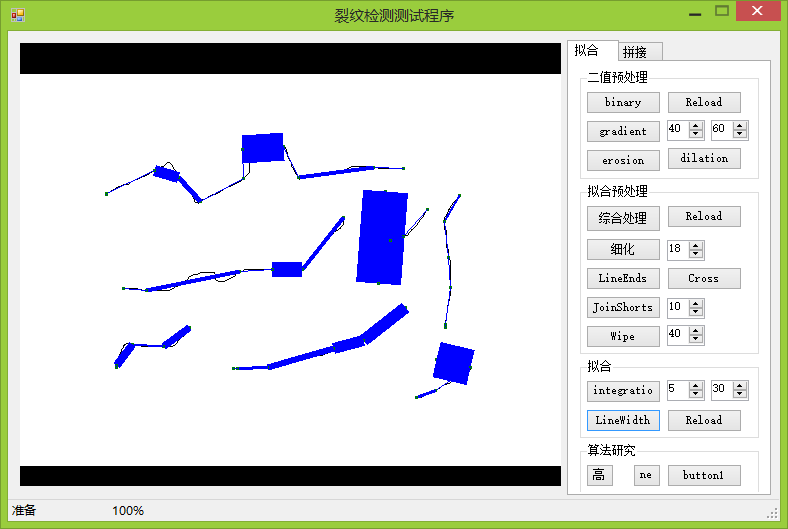 裂纹检测测试程序
拟合 拼接
二值预处理
binary Reload
gradient 40 60
erosion dilation
拟合预处理
综合处理 Reload
细化 18
LineEnds Cross
JoinShorts 10
Wipe 40
拟合
integratio 5 30
LineWidth Reload
算法研究
高 ne button1
准备 100%